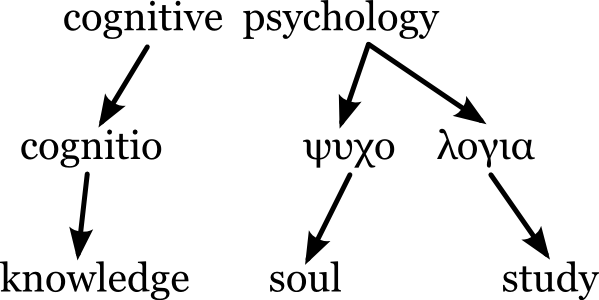 cognitive psychology
cognitio ψυχο λογια
knowledge soul study